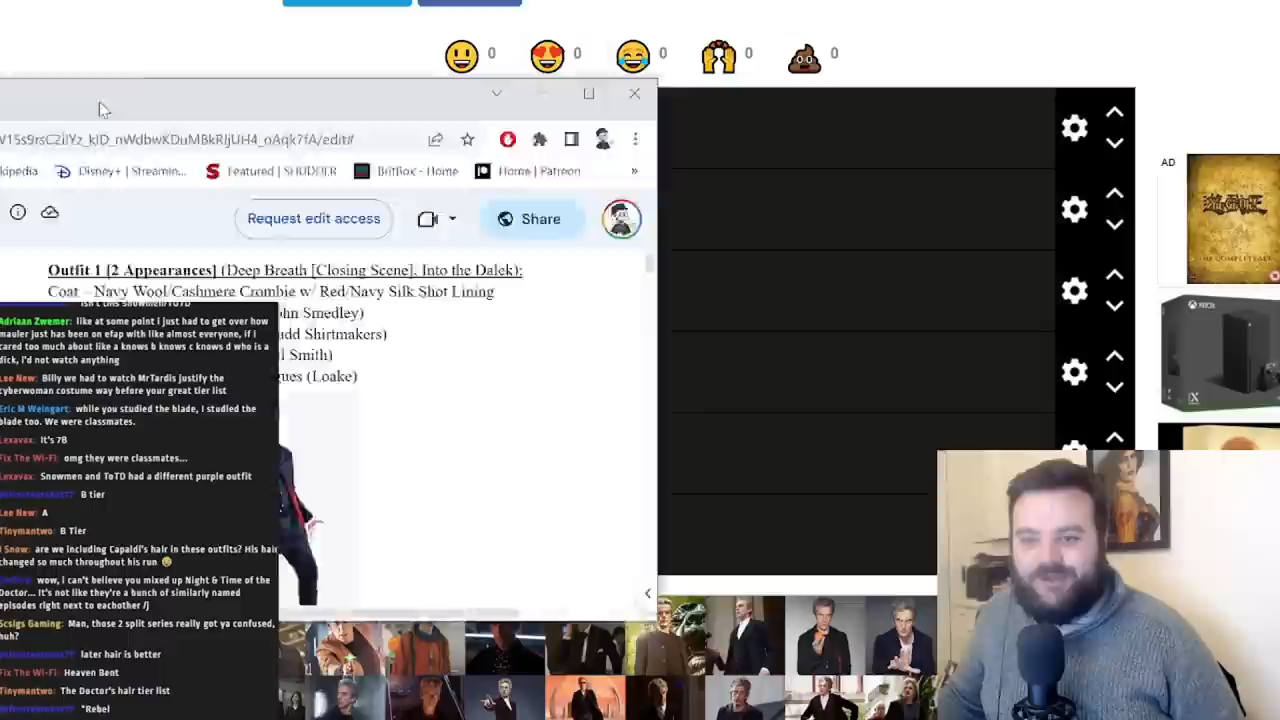 0 0 0 0 0
W15s9rsC2iIYz_kJD_nWdbwKDuMBkRJjUH4_oAqk7fA/edit#
kipedia Disney+ | Streamin... Featured | SHUDDER BritBox - Home Home | Patreon »
Request edit access Share
AD
Outfit 1 [2 Appearances] (Deep Breath [Closing Scene], Into the Dalek):
Coat – Navy Wool/Cashmere Crombie w/ Red/Navy Silk Shot Lining
ohn Smedley)
udd Shirtmakers)
l Smith)
gues (Loake)
isn't this Snowmen/TOTD
Adriaan Zwemer: like at some point i just had to get over how
mauler just has been on efap with like almost everyone, if i
cared too much about like a knows b knows c knows d who is a
dick, i'd not watch anything
Lee New: Billy we had to watch MrTardis justify the
cyberwoman costume way before your great tier list
Eric M Weingart: while you studied the blade, I studied the
blade too. We were classmates.
Lexavax: It's 7B
Fix The Wi-Fi: omg they were classmates...
Lexavax: Snowmen and ToTD had a different purple outfit
B tier
Lee New: A
Tinymantwo: B Tier
I Snow: are we including Capaldi's hair in these outfits? His hair
changed so much throughout his run
wow, I can't believe you mixed up Night & Time of the
Doctor... It's not like they're a bunch of similarly named
episodes right next to eachother /j
Scsigs Gaming: Man, those 2 split series really got ya confused,
huh?
later hair is better
Fix The Wi-Fi: Heaven Bent
Tinymantwo: The Doctor's hair tier list
"Rebel
XBOX